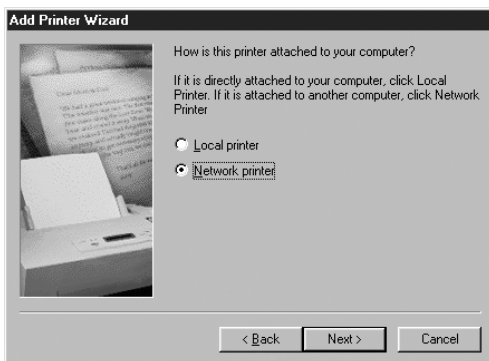 Add Printer Wizard
How is this printer attached to your computer?
If it is directly attached to your computer, click Local
Printer. If it is attached to another computer, click Network
Printer
Local printer
Network printer
< Back
Next >
Cancel